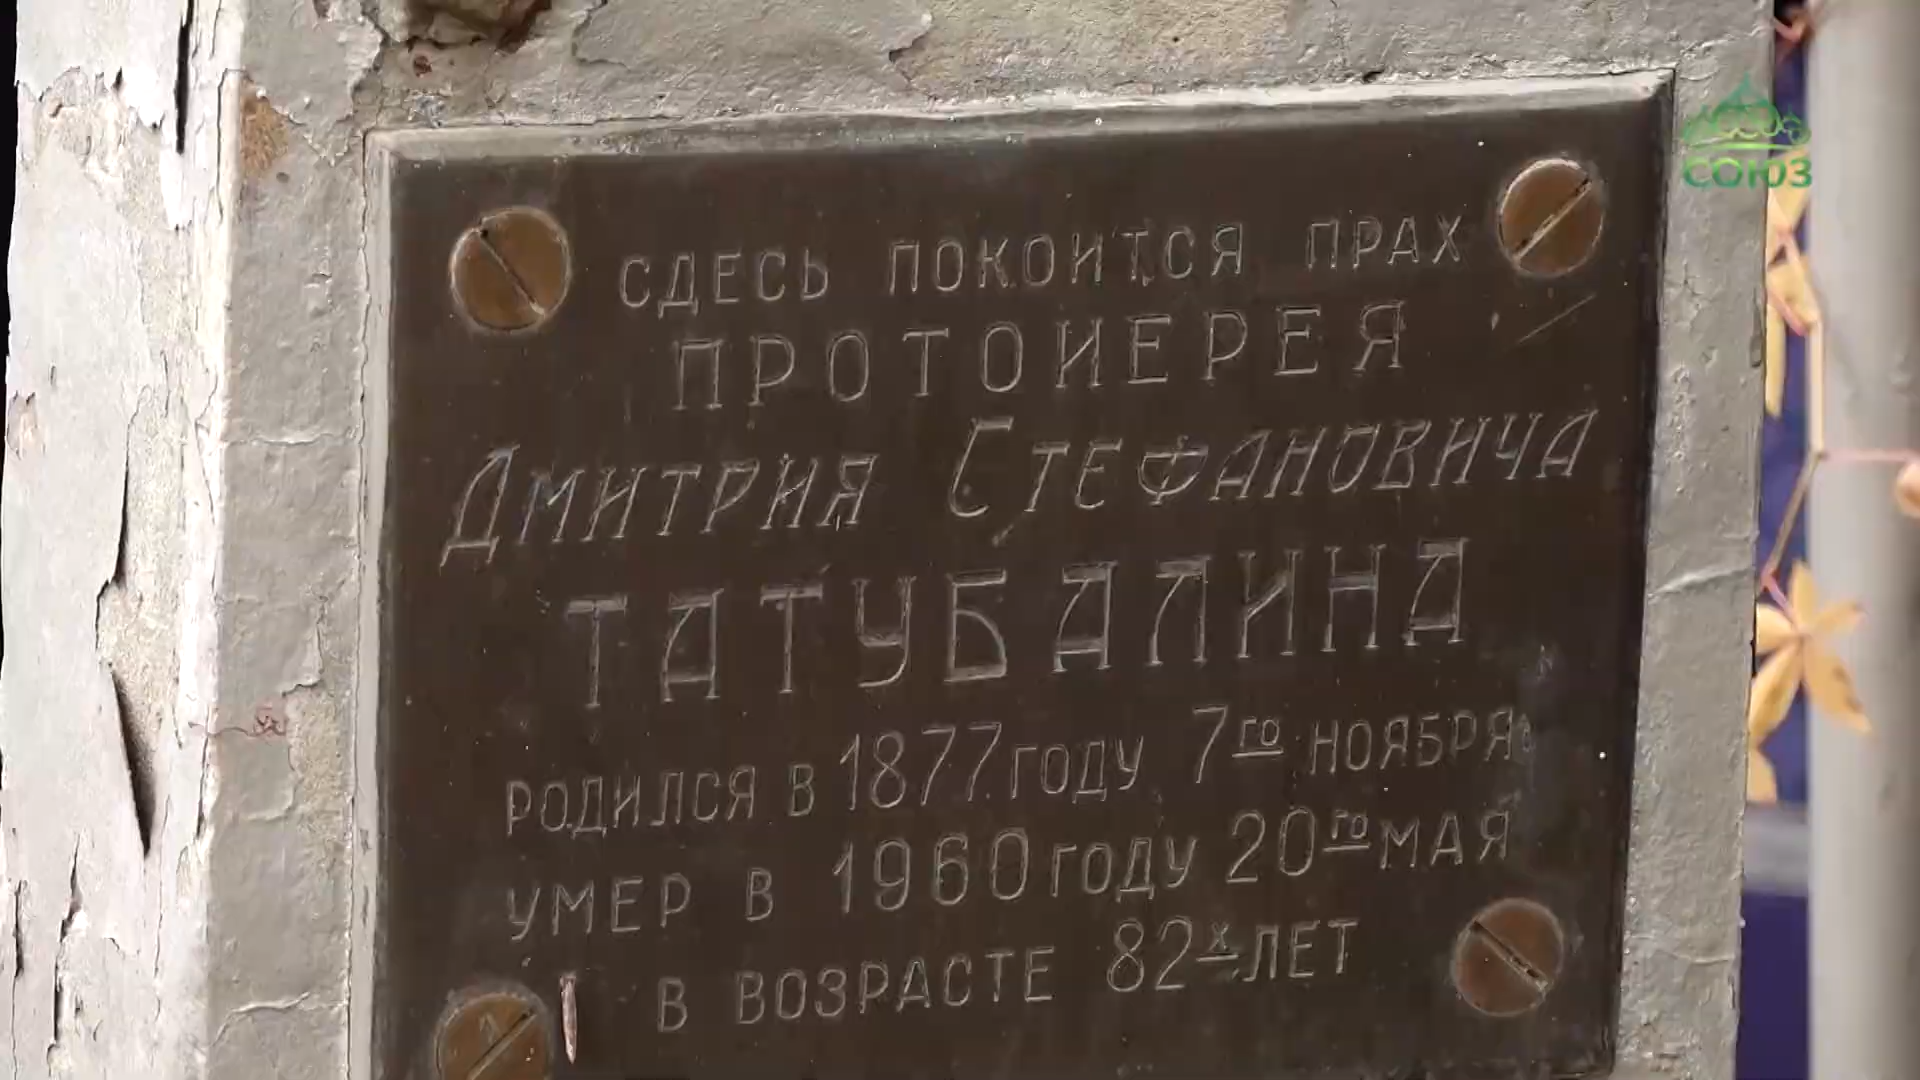 СОЮЗ
СДЕСЬ ПОКОИТСЯ ПРАХ
ПРОТОИЕРЕЯ
ДМИТРИЯ СТЕФАНОВИЧА
ТАТУБАЛИНА
РОДИЛСЯ В 1877 ГОДУ 7ГО НОЯБРЯ
УМЕР В 1960 ГОДУ 20ГО МАЯ
В ВОЗРАСТЕ 82Х ЛЕТ